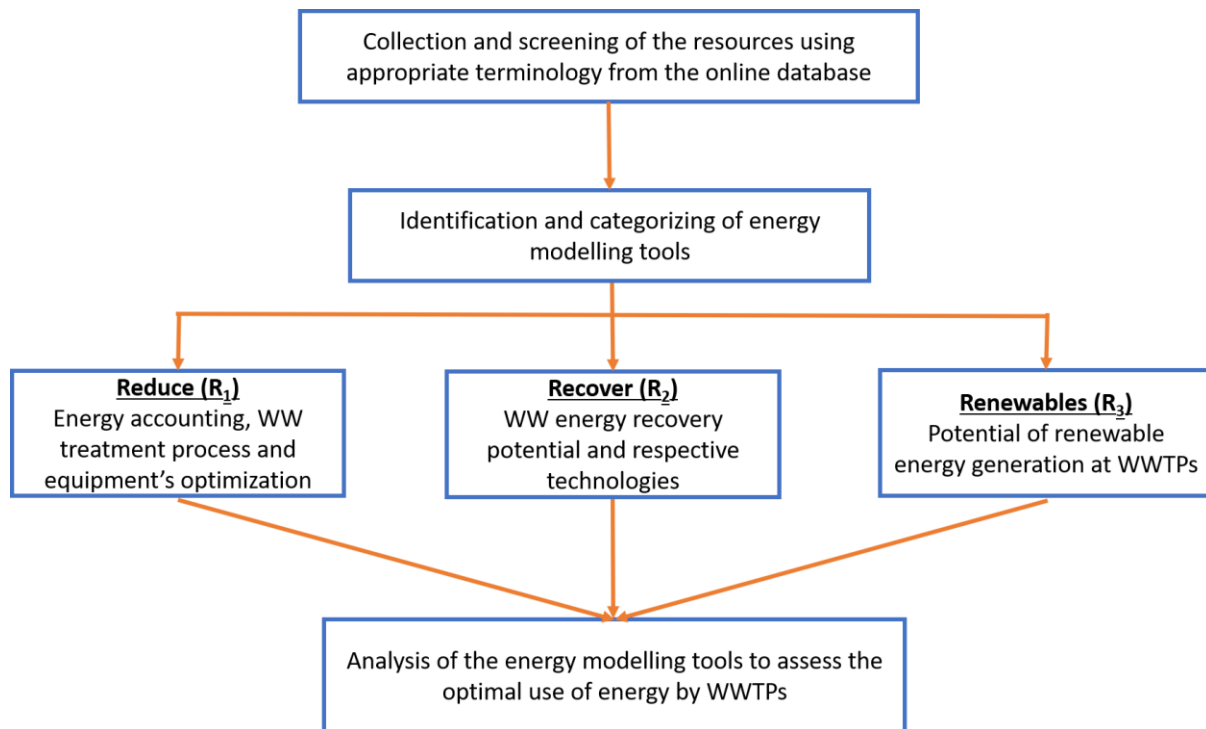 Collection and screening of the resources using
appropriate terminology from the online database
Identification and categorizing of energy
modelling tools
Reduce (R1)
Energy accounting, WW
treatment process and
equipment's optimization
Recover (R2)
WW energy recovery
potential and respective
technologies
Renewables (R3)
Potential of renewable
energy generation at WWTPs
Analysis of the energy modelling tools to assess the
optimal use of energy by WWTPs